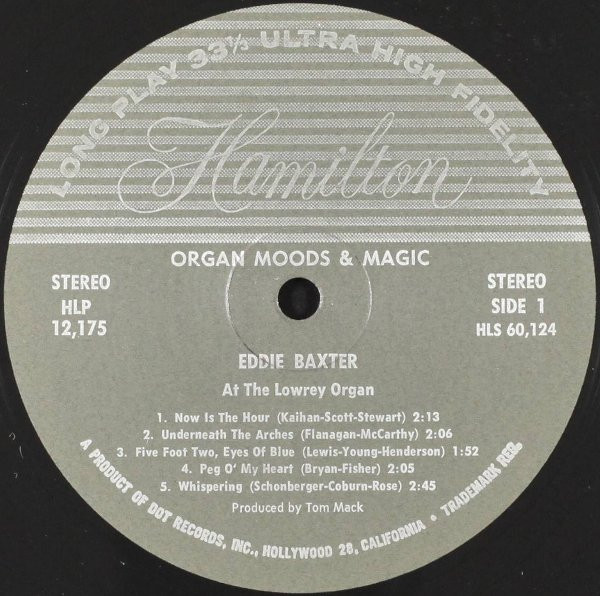 LONG PLAY 33⅓ ULTRA HIGH FIDELITY
Hamilton
ORGAN MOODS & MAGIC
STEREO
HLP
12,175
STEREO
SIDE 1
HLS 60,124
EDDIE BAXTER
At The Lowrey Organ
1. Now Is The Hour (Kaihan-Scott-Stewart) 2:13
2. Underneath The Arches (Flanagan-McCarthy) 2:06
3. Five Foot Two, Eyes Of Blue (Lewis-Young-Henderson) 1:52
4. Peg O' My Heart (Bryan-Fisher) 2:05
5. Whispering (Schonberger-Coburn-Rose) 2:45
Produced by Tom Mack
A PRODUCT OF DOT RECORDS, INC., HOLLYWOOD 28, CALIFORNIA • TRADEMARK REG.